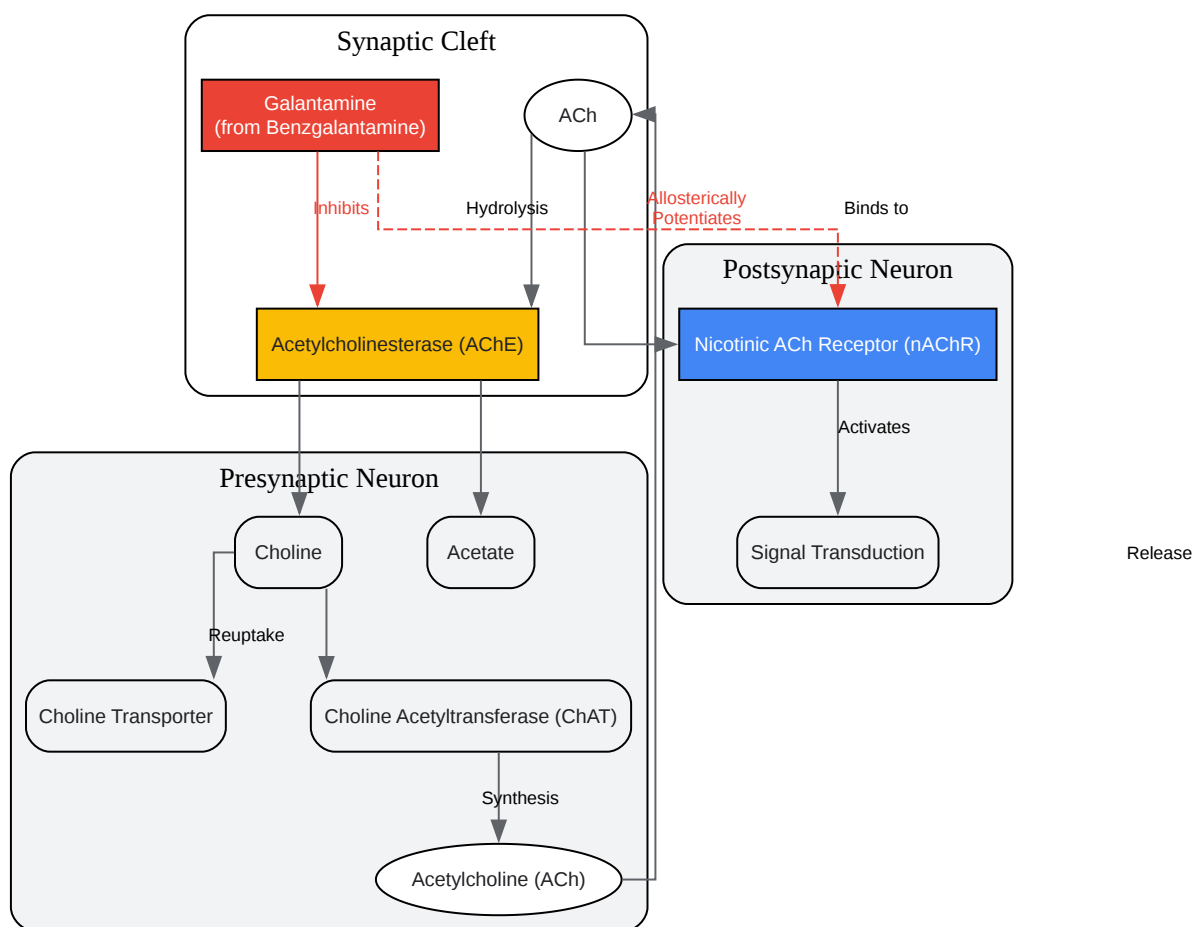 Synaptic Cleft
Galantamine
(from Benzgalantamine)
ACh
Inhibits
Hydrolysis
Allosterically
Potentiates
Binds to
Postsynaptic Neuron
Acetylcholinesterase (AChE)
Nicotinic ACh Receptor (nAChR)
Activates
Presynaptic Neuron
Choline
Acetate
Signal Transduction
Release
Reuptake
Choline Transporter
Choline Acetyltransferase (ChAT)
Synthesis
Acetylcholine (ACh)